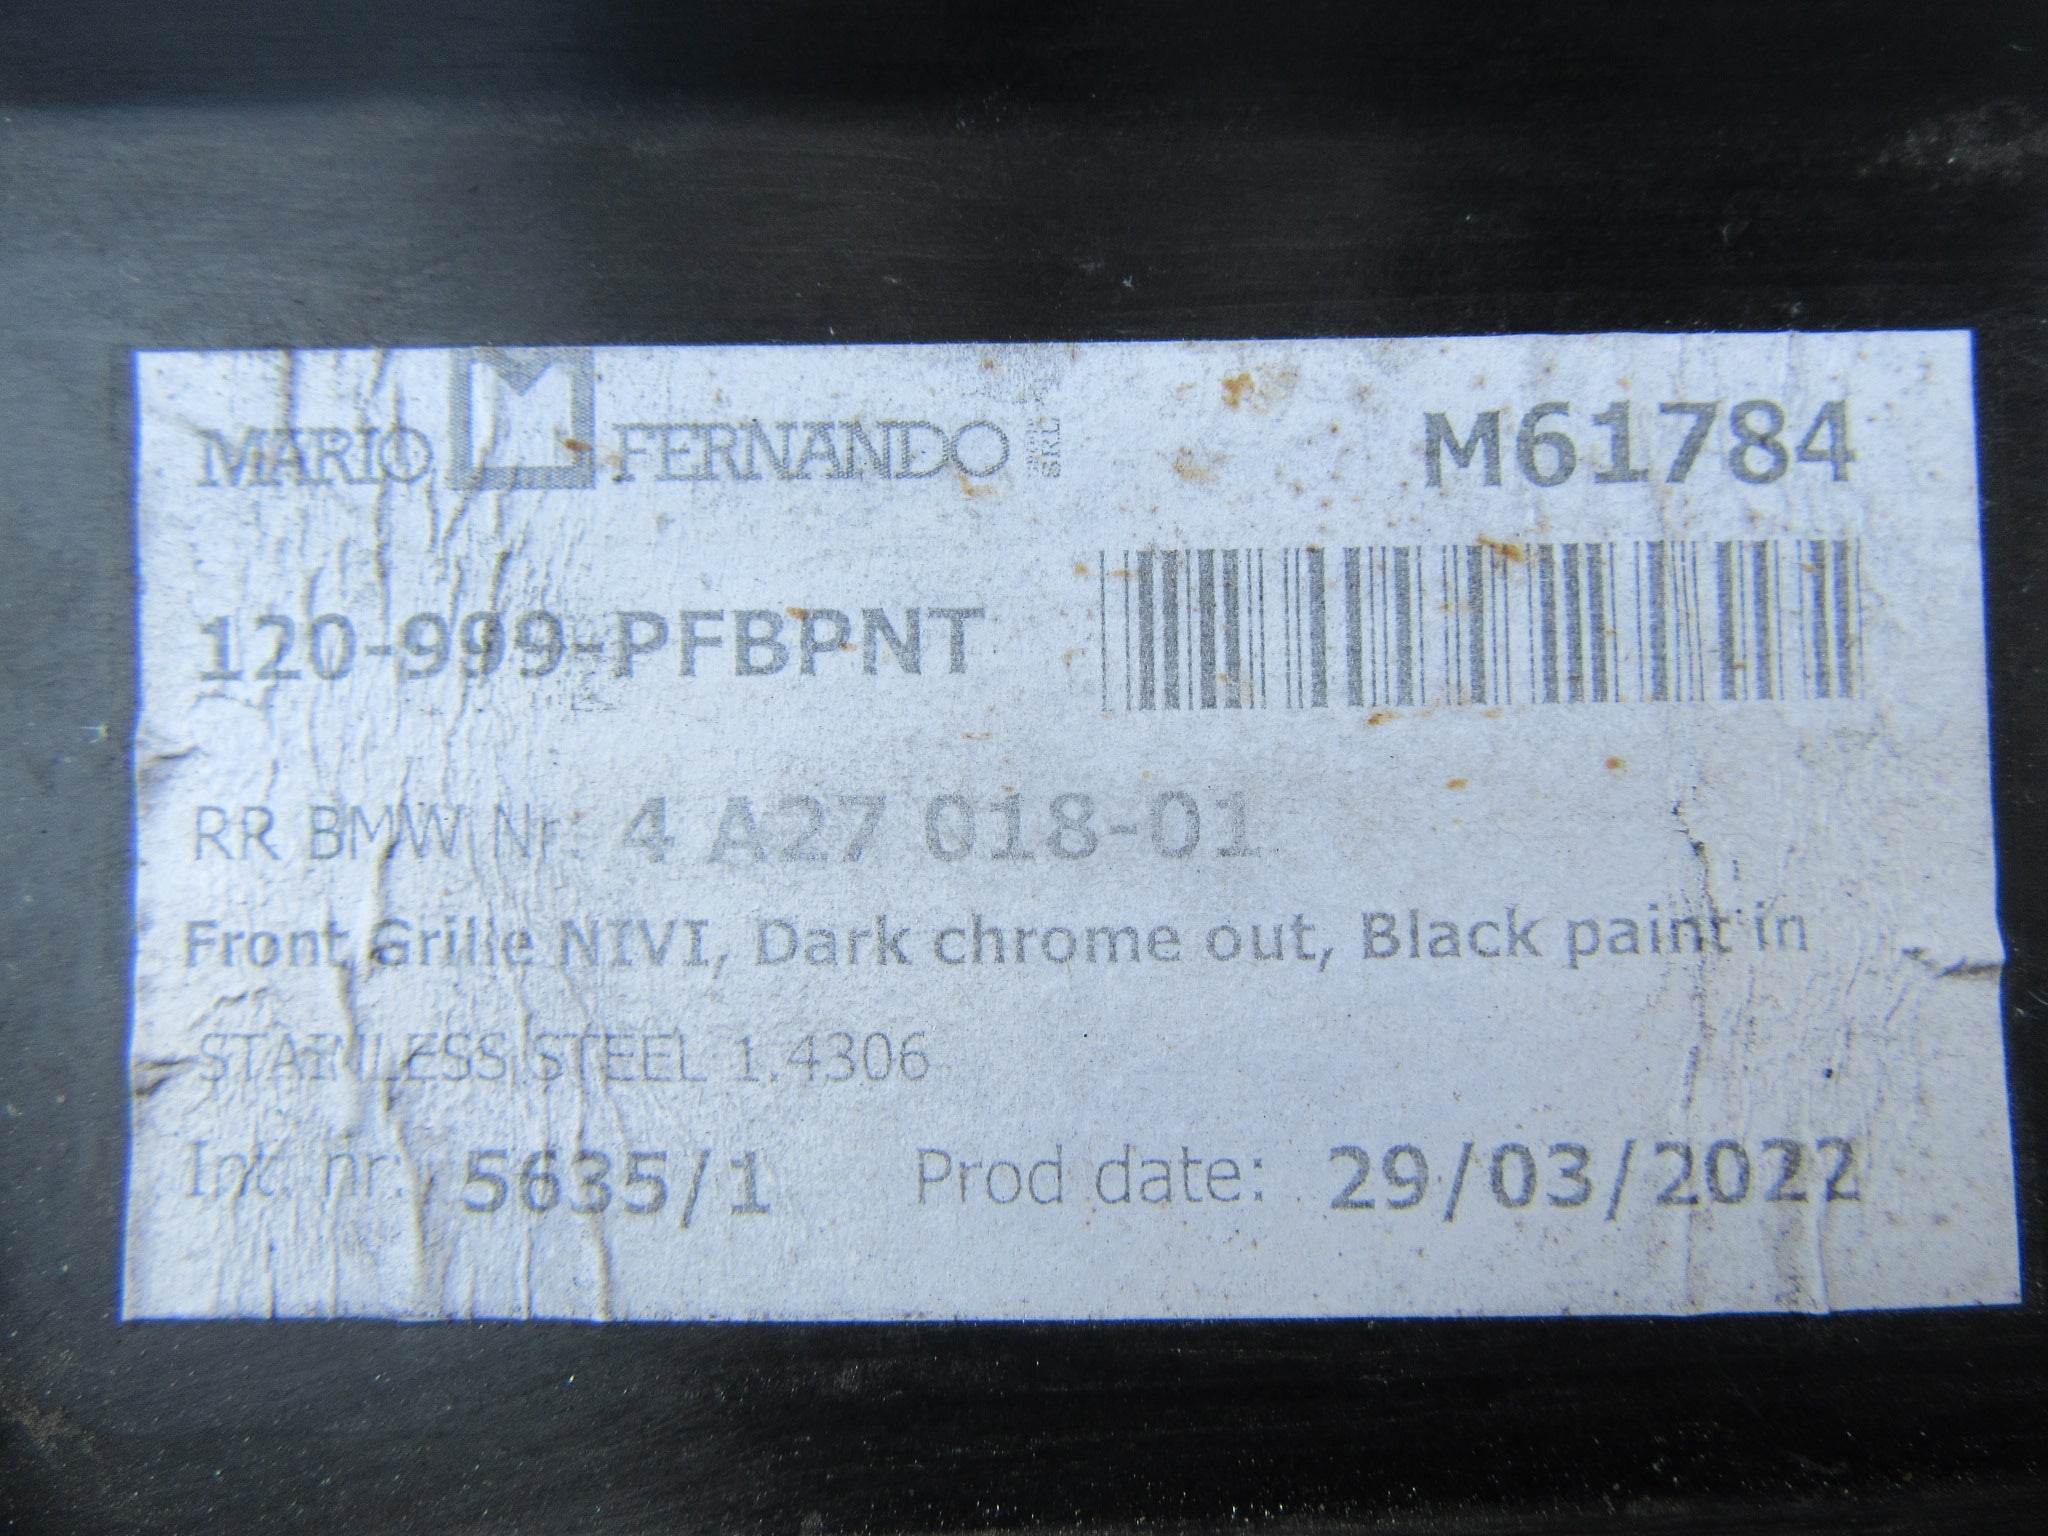 MARIO M FERNANDO SRL M61784
120-999-PFBPNT
RR BMW Nr: 4 A27 018-01
Front Grille NIVI, Dark chrome out, Black paint in
STAINLESS STEEL 1.4306
Int. nr: 5635/1 Prod date: 29/03/2022